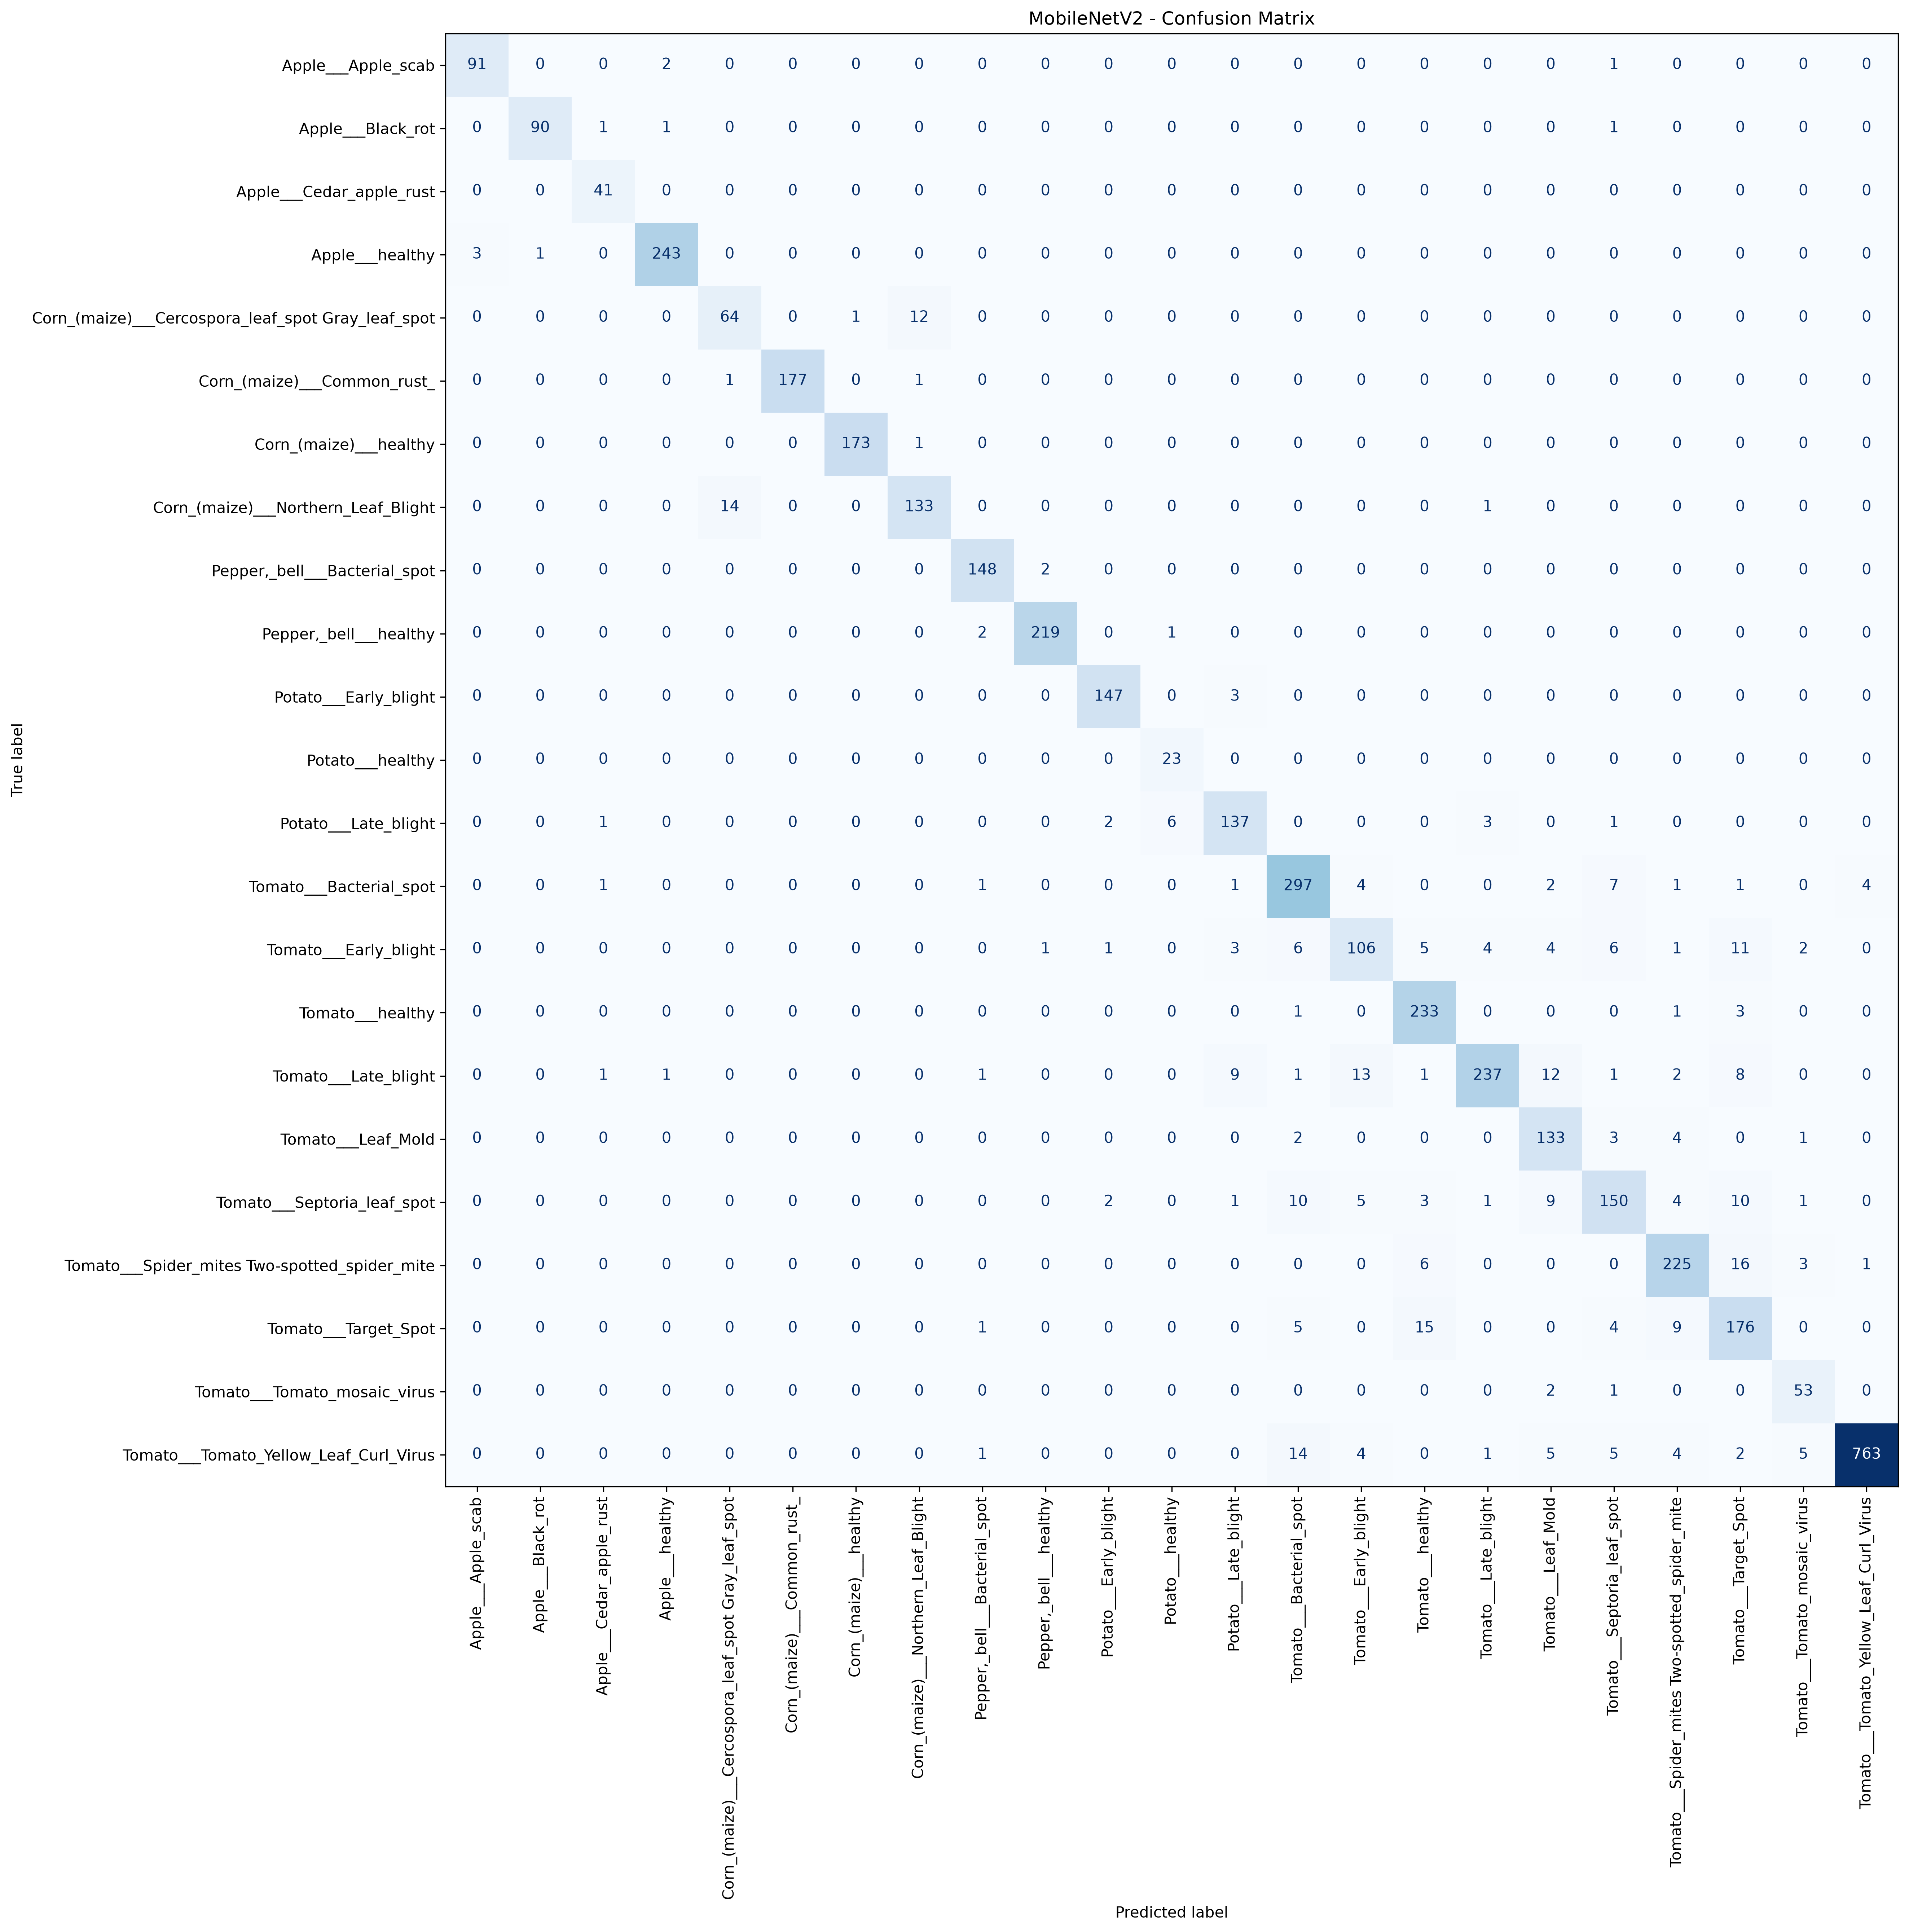 MobileNetV2 - Confusion Matrix
Apple___Apple_scab 91 0 0 2 0 0 0 0 0 0 0 0 0 0 0 0 0 0 1 0 0 0 0
Apple___Black_rot 0 90 1 1 0 0 0 0 0 0 0 0 0 0 0 0 0 0 1 0 0 0 0
Apple___Cedar_apple_rust 0 0 41 0 0 0 0 0 0 0 0 0 0 0 0 0 0 0 0 0 0 0 0
Apple___healthy 3 1 0 243 0 0 0 0 0 0 0 0 0 0 0 0 0 0 0 0 0 0 0
Corn_(maize)___Cercospora_leaf_spot Gray_leaf_spot 0 0 0 0 64 0 1 12 0 0 0 0 0 0 0 0 0 0 0 0 0 0 0
Corn_(maize)___Common_rust_ 0 0 0 0 1 177 0 1 0 0 0 0 0 0 0 0 0 0 0 0 0 0 0
Corn_(maize)___healthy 0 0 0 0 0 0 173 1 0 0 0 0 0 0 0 0 0 0 0 0 0 0 0
Corn_(maize)___Northern_Leaf_Blight 0 0 0 0 14 0 0 133 0 0 0 0 0 0 0 0 1 0 0 0 0 0 0
Pepper,_bell___Bacterial_spot 0 0 0 0 0 0 0 0 148 2 0 0 0 0 0 0 0 0 0 0 0 0 0
Pepper,_bell___healthy 0 0 0 0 0 0 0 0 2 219 0 1 0 0 0 0 0 0 0 0 0 0 0
Potato___Early_blight 0 0 0 0 0 0 0 0 0 0 147 0 3 0 0 0 0 0 0 0 0 0 0
Potato___healthy 0 0 0 0 0 0 0 0 0 0 0 23 0 0 0 0 0 0 0 0 0 0 0
Potato___Late_blight 0 0 1 0 0 0 0 0 0 0 2 6 137 0 0 0 3 0 1 0 0 0 0
Tomato___Bacterial_spot 0 0 1 0 0 0 0 0 1 0 0 0 1 297 4 0 0 2 7 1 1 0 4
Tomato___Early_blight 0 0 0 0 0 0 0 0 0 1 1 0 3 6 106 5 4 4 6 1 11 2 0
Tomato___healthy 0 0 0 0 0 0 0 0 0 0 0 0 0 1 0 233 0 0 0 1 3 0 0
Tomato___Late_blight 0 0 1 1 0 0 0 0 1 0 0 0 9 1 13 1 237 12 1 2 8 0 0
Tomato___Leaf_Mold 0 0 0 0 0 0 0 0 0 0 0 0 0 2 0 0 0 133 3 4 0 1 0
Tomato___Septoria_leaf_spot 0 0 0 0 0 0 0 0 0 0 2 0 1 10 5 3 1 9 150 4 10 1 0
Tomato___Spider_mites Two-spotted_spider_mite 0 0 0 0 0 0 0 0 0 0 0 0 0 0 0 6 0 0 0 225 16 3 1
Tomato___Target_Spot 0 0 0 0 0 0 0 0 1 0 0 0 0 5 0 15 0 0 4 9 176 0 0
Tomato___Tomato_mosaic_virus 0 0 0 0 0 0 0 0 0 0 0 0 0 0 0 0 0 2 1 0 0 53 0
Tomato___Tomato_Yellow_Leaf_Curl_Virus 0 0 0 0 0 0 0 0 1 0 0 0 0 14 4 0 1 5 5 4 2 5 763
True label
Apple___Apple_scab
Apple___Black_rot
Apple___Cedar_apple_rust
Apple___healthy
Corn_(maize)___Cercospora_leaf_spot Gray_leaf_spot
Corn_(maize)___Common_rust_
Corn_(maize)___healthy
Corn_(maize)___Northern_Leaf_Blight
Pepper,_bell___Bacterial_spot
Pepper,_bell___healthy
Potato___Early_blight
Potato___healthy
Potato___Late_blight
Tomato___Bacterial_spot
Tomato___Early_blight
Tomato___healthy
Tomato___Late_blight
Tomato___Leaf_Mold
Tomato___Septoria_leaf_spot
Tomato___Spider_mites Two-spotted_spider_mite
Tomato___Target_Spot
Tomato___Tomato_mosaic_virus
Tomato___Tomato_Yellow_Leaf_Curl_Virus
Predicted label